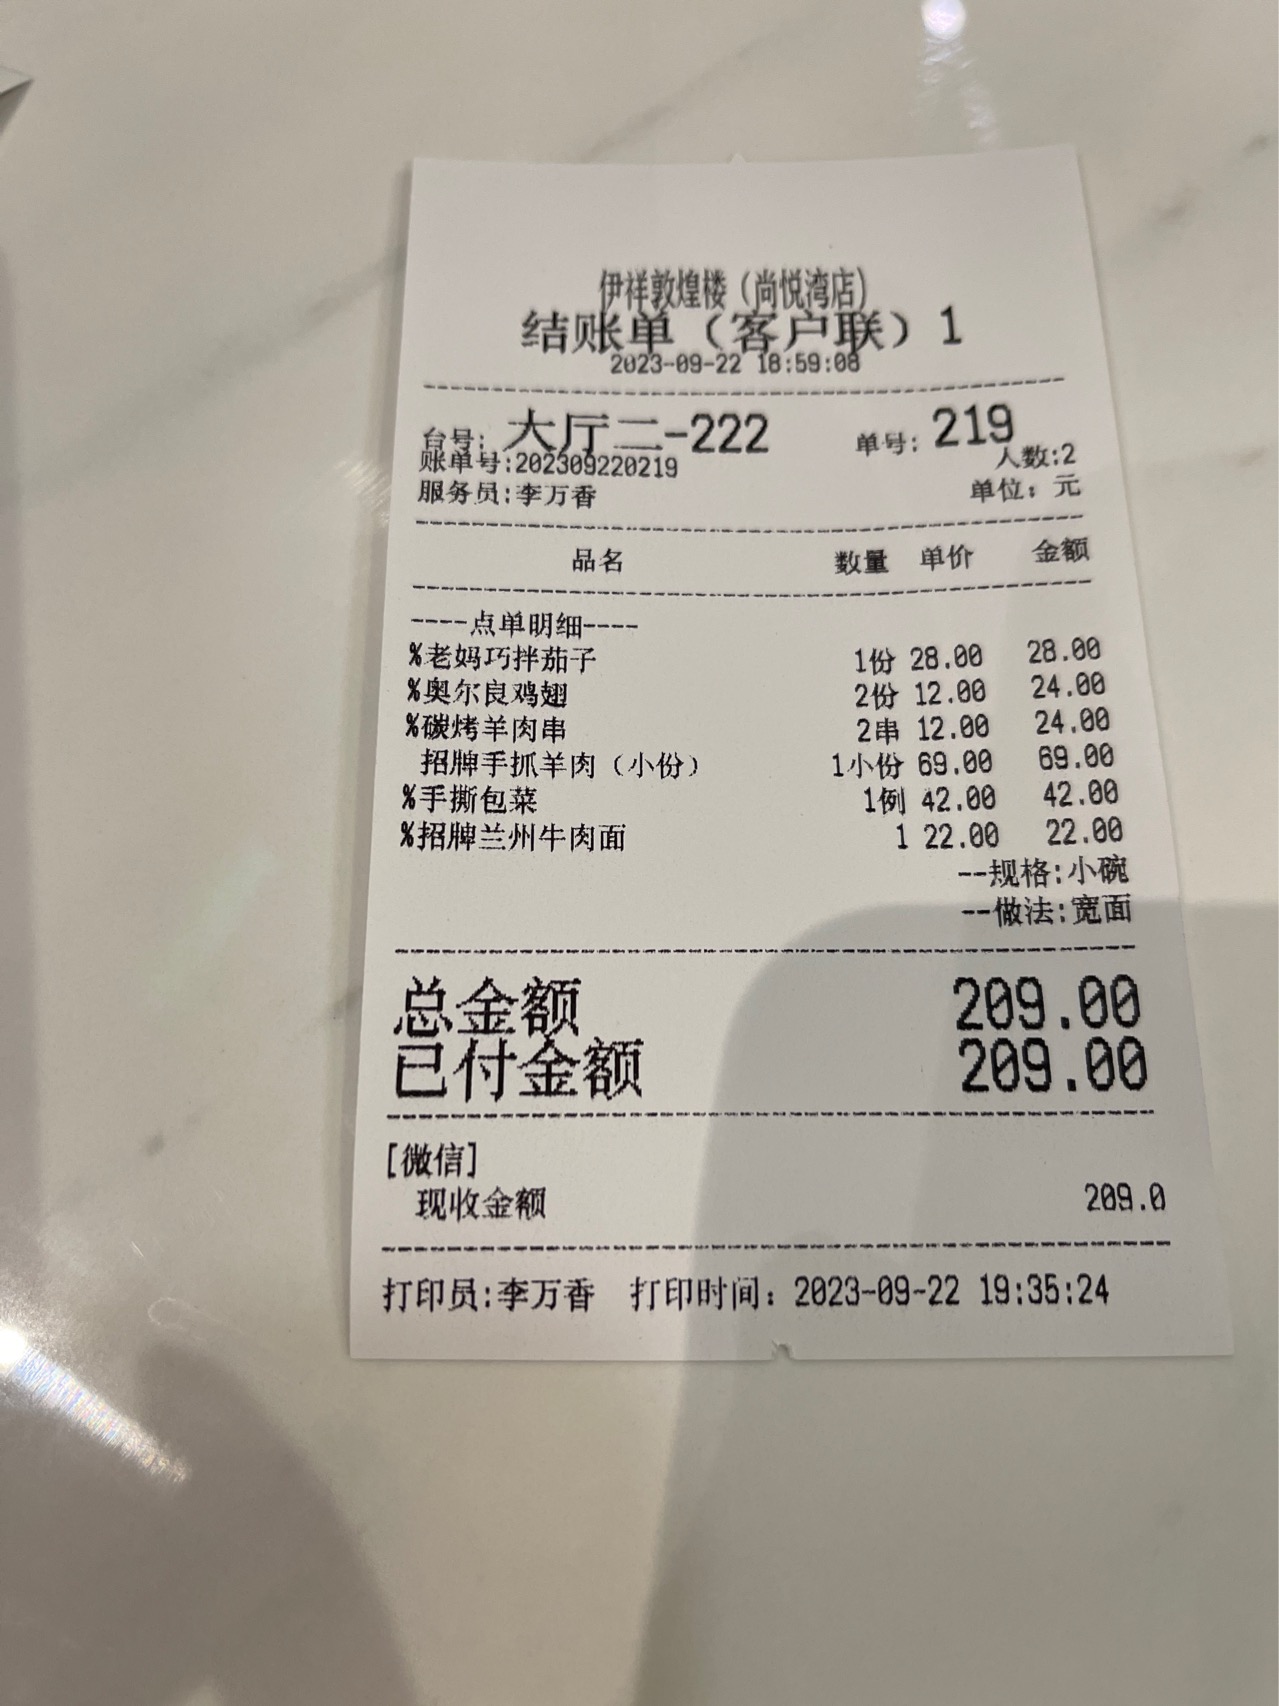 伊祥敦煌楼（尚悦湾店）
结账单（客户联）1
2023-09-22 18:59:08
台号: 大厅二-222 单号: 219
账单号:202309220219 人数:2
服务员:李万香 单位: 元
品名 数量 单价 金额
----点单明细----
%老妈巧拌茄子 1份 28.00 28.00
%奥尔良鸡翅 2份 12.00 24.00
%碳烤羊肉串 2串 12.00 24.00
招牌手抓羊肉（小份） 1小份 69.00 69.00
%手撕包菜 1例 42.00 42.00
%招牌兰州牛肉面 1 22.00 22.00
--规格:小碗
--做法:宽面
总金额 209.00
已付金额 209.00
[微信]
现收金额 209.0
打印员:李万香 打印时间: 2023-09-22 19:35:24